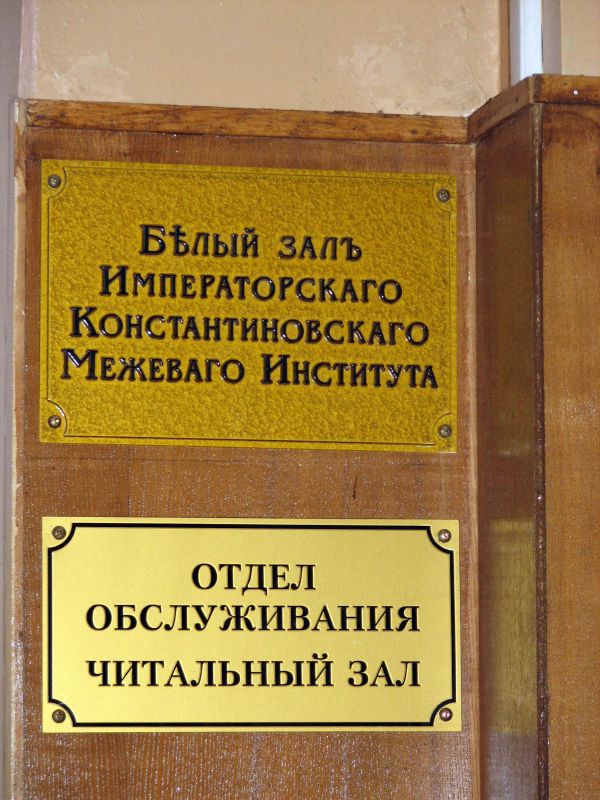 Бѣлый залъ
Императорскаго
Константиновскаго
Межеваго Института
ОТДЕЛ
ОБСЛУЖИВАНИЯ
ЧИТАЛЬНЫЙ ЗАЛ